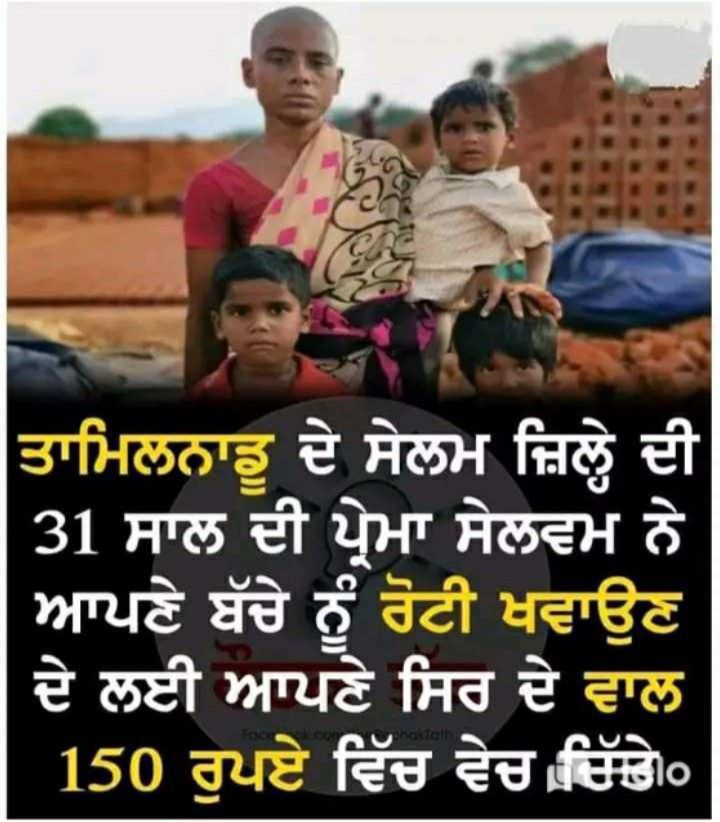 ਤਾਮਿਲਨਾਡੂ ਦੇ ਸੇਲਮ ਜ਼ਿਲ੍ਹੇ ਦੀ
31 ਸਾਲ ਦੀ ਪ੍ਰੇਮਾ ਸੇਲਵਮ ਨੇ
ਆਪਣੇ ਬੱਚੇ ਨੂੰ ਰੋਟੀ ਖਵਾਉਣ
ਦੇ ਲਈ ਆਪਣੇ ਸਿਰ ਦੇ ਵਾਲ
150 ਰੁਪਏ ਵਿੱਚ ਵੇਚ ਦਿੱਤੇ